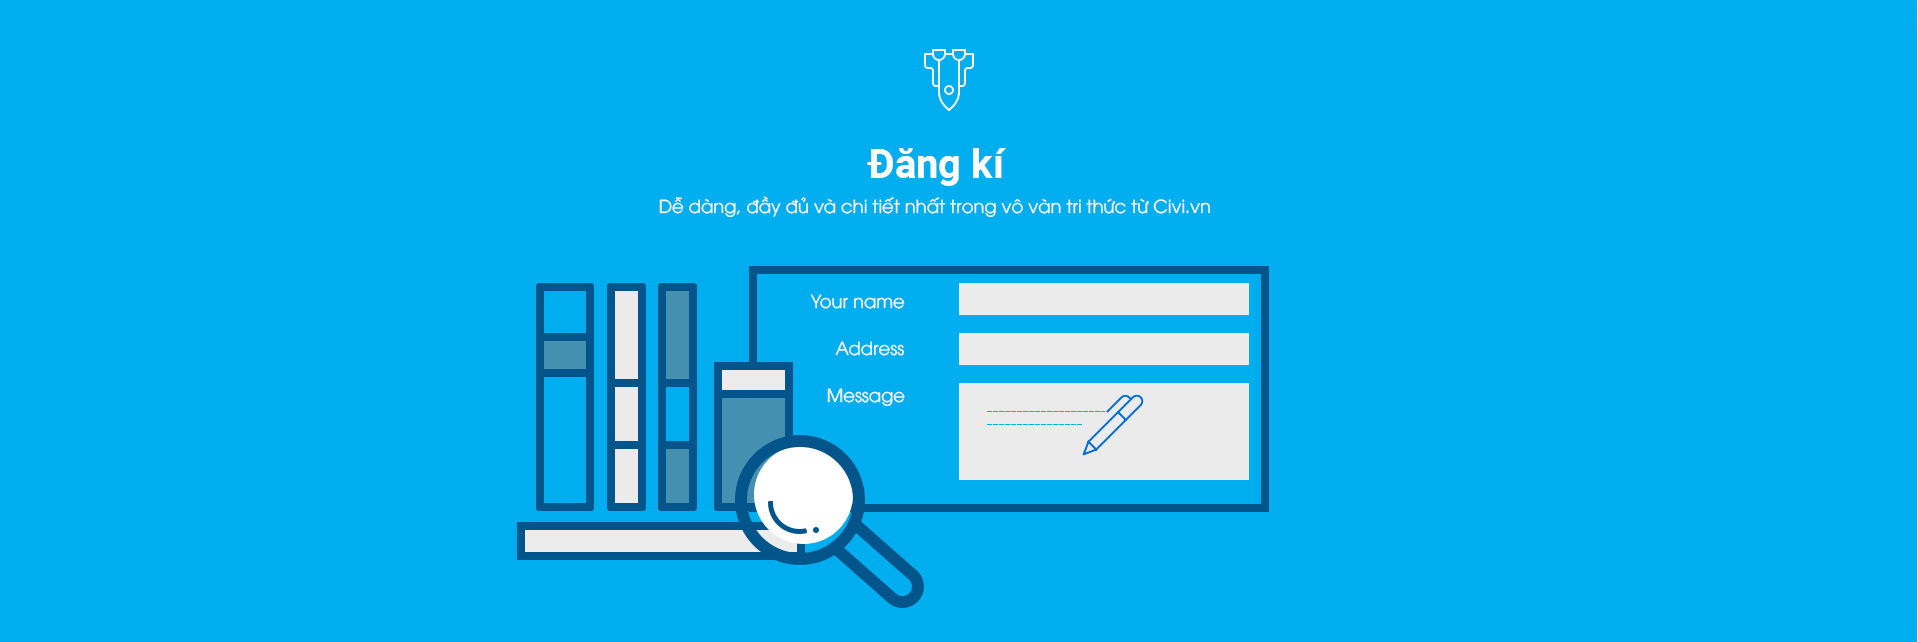 Đăng kí
Dễ dàng, đầy đủ và chi tiết nhất trong vô vàn tri thức từ Civi.vn
Your name
Address
Message